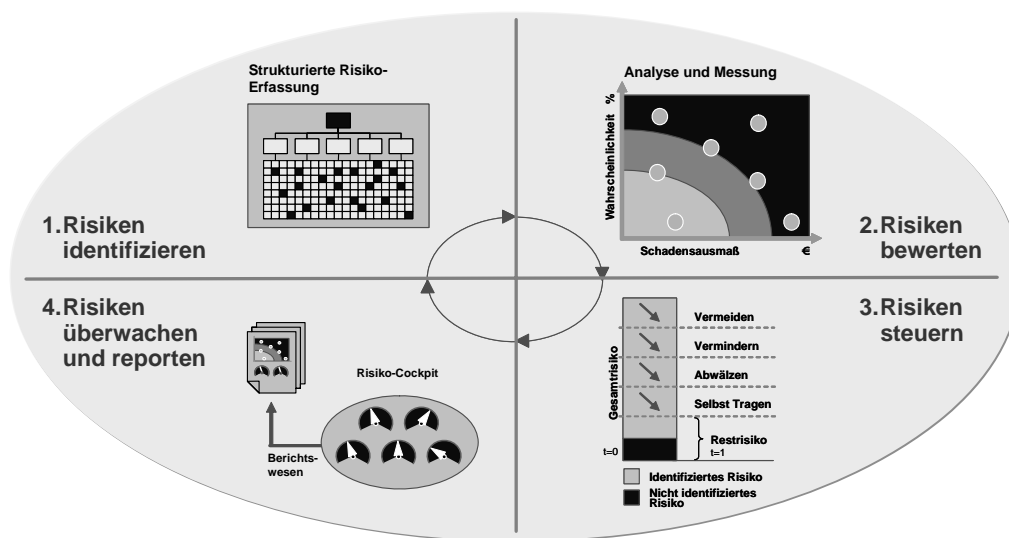 Strukturierte Risiko-
Erfassung
1. Risiken
identifizieren
Analyse und Messung
%
Wahrscheinlichkeit
Schadensausmaß
€
2. Risiken
bewerten
3. Risiken
steuern
Gesamtrisiko
Vermeiden
Vermindern
Abwälzen
Selbst Tragen
Restrisiko
t=0
t=1
Identifiziertes Risiko
Nicht identifiziertes
Risiko
4. Risiken
überwachen
und reporten
Risiko-Cockpit
Berichts-
wesen